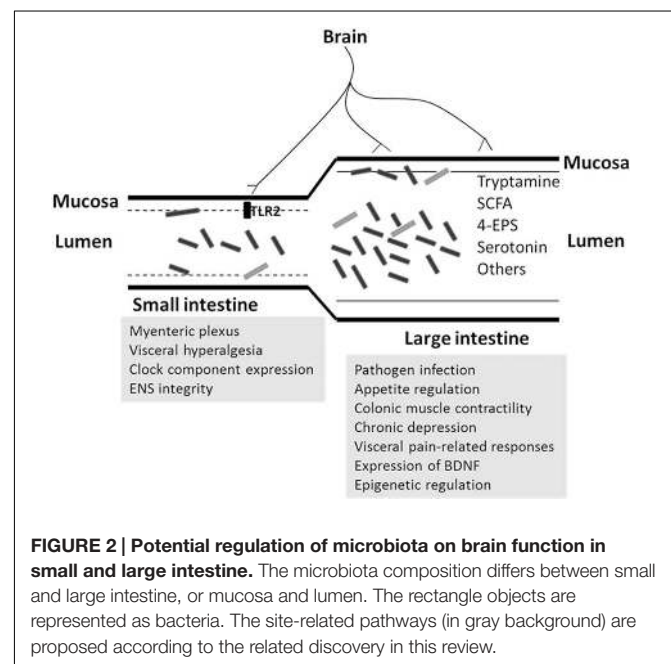 Brain
Mucosa
TLR2
Lumen
Small intestine
Myenteric plexus
Visceral hyperalgesia
Clock component expression
ENS integrity
Mucosa
Tryptamine
SCFA
4-EPS
Serotonin
Others
Lumen
Large intestine
Pathogen infection
Appetite regulation
Colonic muscle contractility
Chronic depression
Visceral pain-related responses
Expression of BDNF
Epigenetic regulation
FIGURE 2 | Potential regulation of microbiota on brain function in
small and large intestine. The microbiota composition differs between small
and large intestine, or mucosa and lumen. The rectangle objects are
represented as bacteria. The site-related pathways (in gray background) are
proposed according to the related discovery in this review.